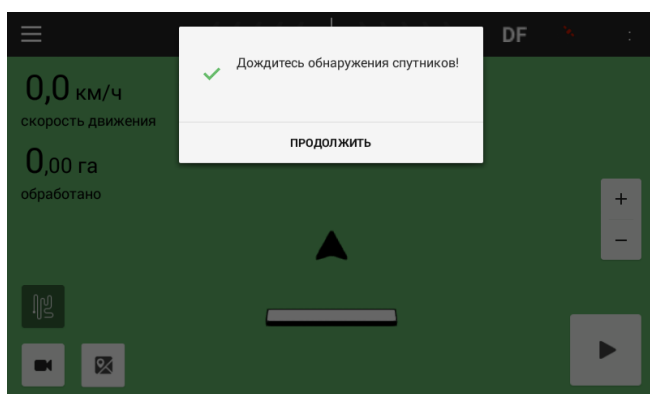 DF
:
Дождитесь обнаружения спутников!
ПРОДОЛЖИТЬ
0,0 км/ч
скорость движения
0,00 га
обработано
+
−